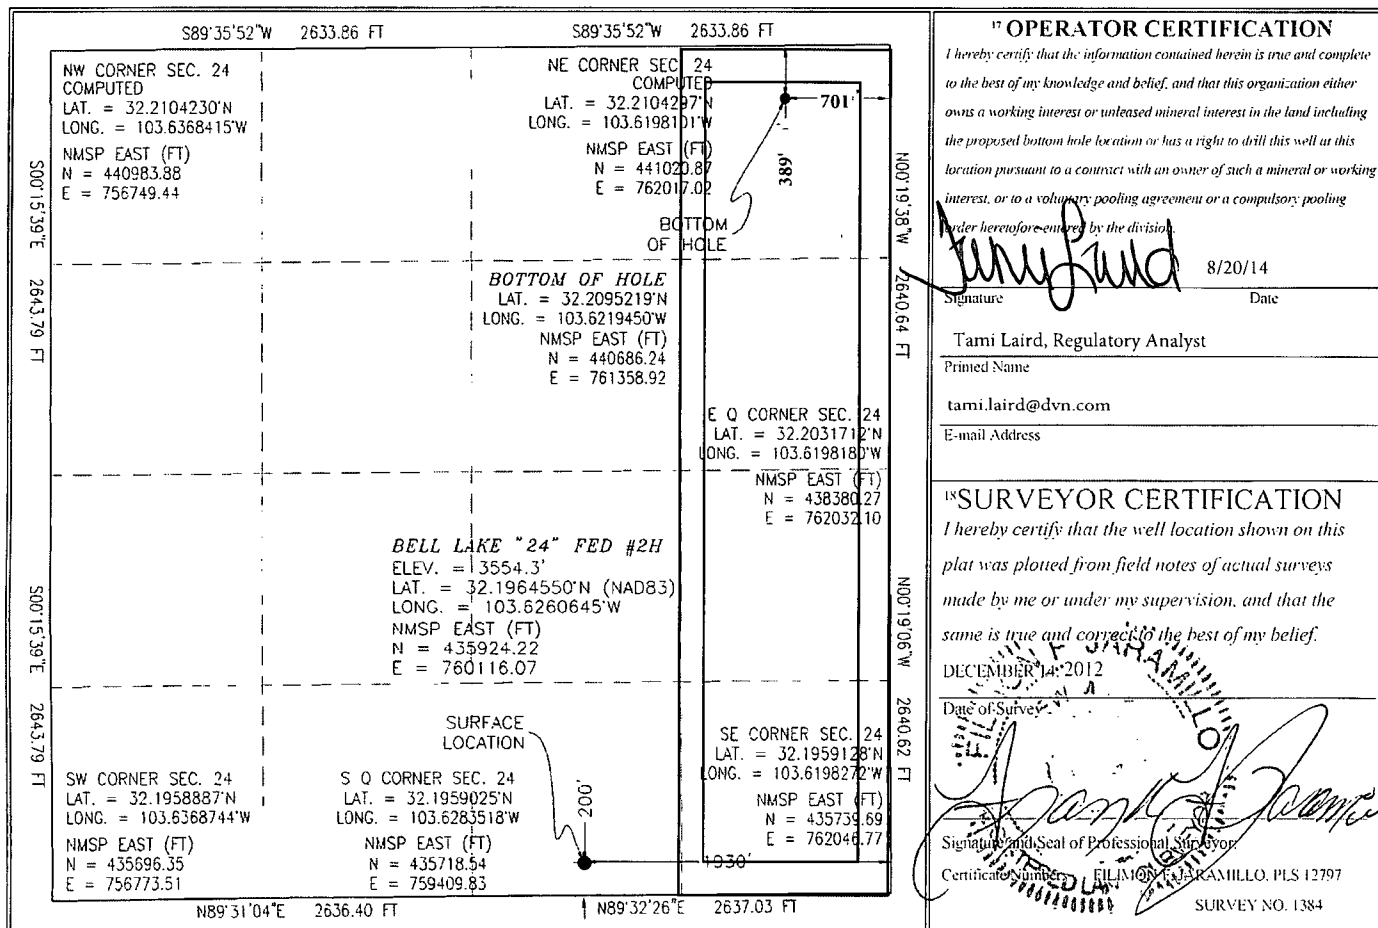 S89°35'52"W 2633.86 FT
S89°35'52"W 2633.86 FT
NW CORNER SEC. 24
COMPUTED
LAT. = 32.2104230°N
LONG. = 103.6368415°W
NMSP EAST (FT)
N = 440983.88
E = 756749.44
NE CORNER SEC 24
COMPUTED
LAT. = 32.2104297°N
LONG. = 103.6198101°W
NMSP EAST (FT)
N = 441020.87
E = 762017.02
701'
389'
BOTTOM
OF HOLE
S00°15'39"E 2643.79 FT
N00°19'38"W 2640.64 FT
BOTTOM OF HOLE
LAT. = 32.2095219°N
LONG. = 103.6219450°W
NMSP EAST (FT)
N = 440686.24
E = 761358.92
E Q CORNER SEC. 24
LAT. = 32.2031712°N
LONG. = 103.6198180°W
NMSP EAST (FT)
N = 438380.27
E = 762032.10
BELL LAKE "24" FED #2H
ELEV. = 3554.3'
LAT. = 32.1964550°N (NAD83)
LONG. = 103.6260645°W
NMSP EAST (FT)
N = 435924.22
E = 760116.07
S00°15'39"E 2643.79 FT
N00°19'06"W 2640.62 FT
SURFACE
LOCATION
SW CORNER SEC. 24
LAT. = 32.1958887°N
LONG. = 103.6368744°W
NMSP EAST (FT)
N = 435696.35
E = 756773.51
S Q CORNER SEC. 24
LAT. = 32.1959025°N
LONG. = 103.6283518°W
NMSP EAST (FT)
N = 435718.54
E = 759409.83
200'
1930'
SE CORNER SEC. 24
LAT. = 32.1959128°N
LONG. = 103.6198272°W
NMSP EAST (FT)
N = 435739.69
E = 762046.77
N89°31'04"E 2636.40 FT
N89°32'26"E 2637.03 FT
17 OPERATOR CERTIFICATION
I hereby certify that the information contained herein is true and complete
to the best of my knowledge and belief, and that this organization either
owns a working interest or unleased mineral interest in the land including
the proposed bottom hole location or has a right to drill this well at this
location pursuant to a contract with an owner of such a mineral or working
interest, or to a voluntary pooling agreement or a compulsory pooling
order heretofore entered by the division.
8/20/14
Signature Date
Tami Laird, Regulatory Analyst
Printed Name
tami.laird@dvn.com
E-mail Address
18 SURVEYOR CERTIFICATION
I hereby certify that the well location shown on this
plat was plotted from field notes of actual surveys
made by me or under my supervision, and that the
same is true and correct to the best of my belief.
DECEMBER 14, 2012
Date of Survey
FILIMON F. JARAMILLO
Signature and Seal of Professional Surveyor:
Certificate Number: FILIMON F. JARAMILLO, PLS 12797
SURVEY NO. 1384